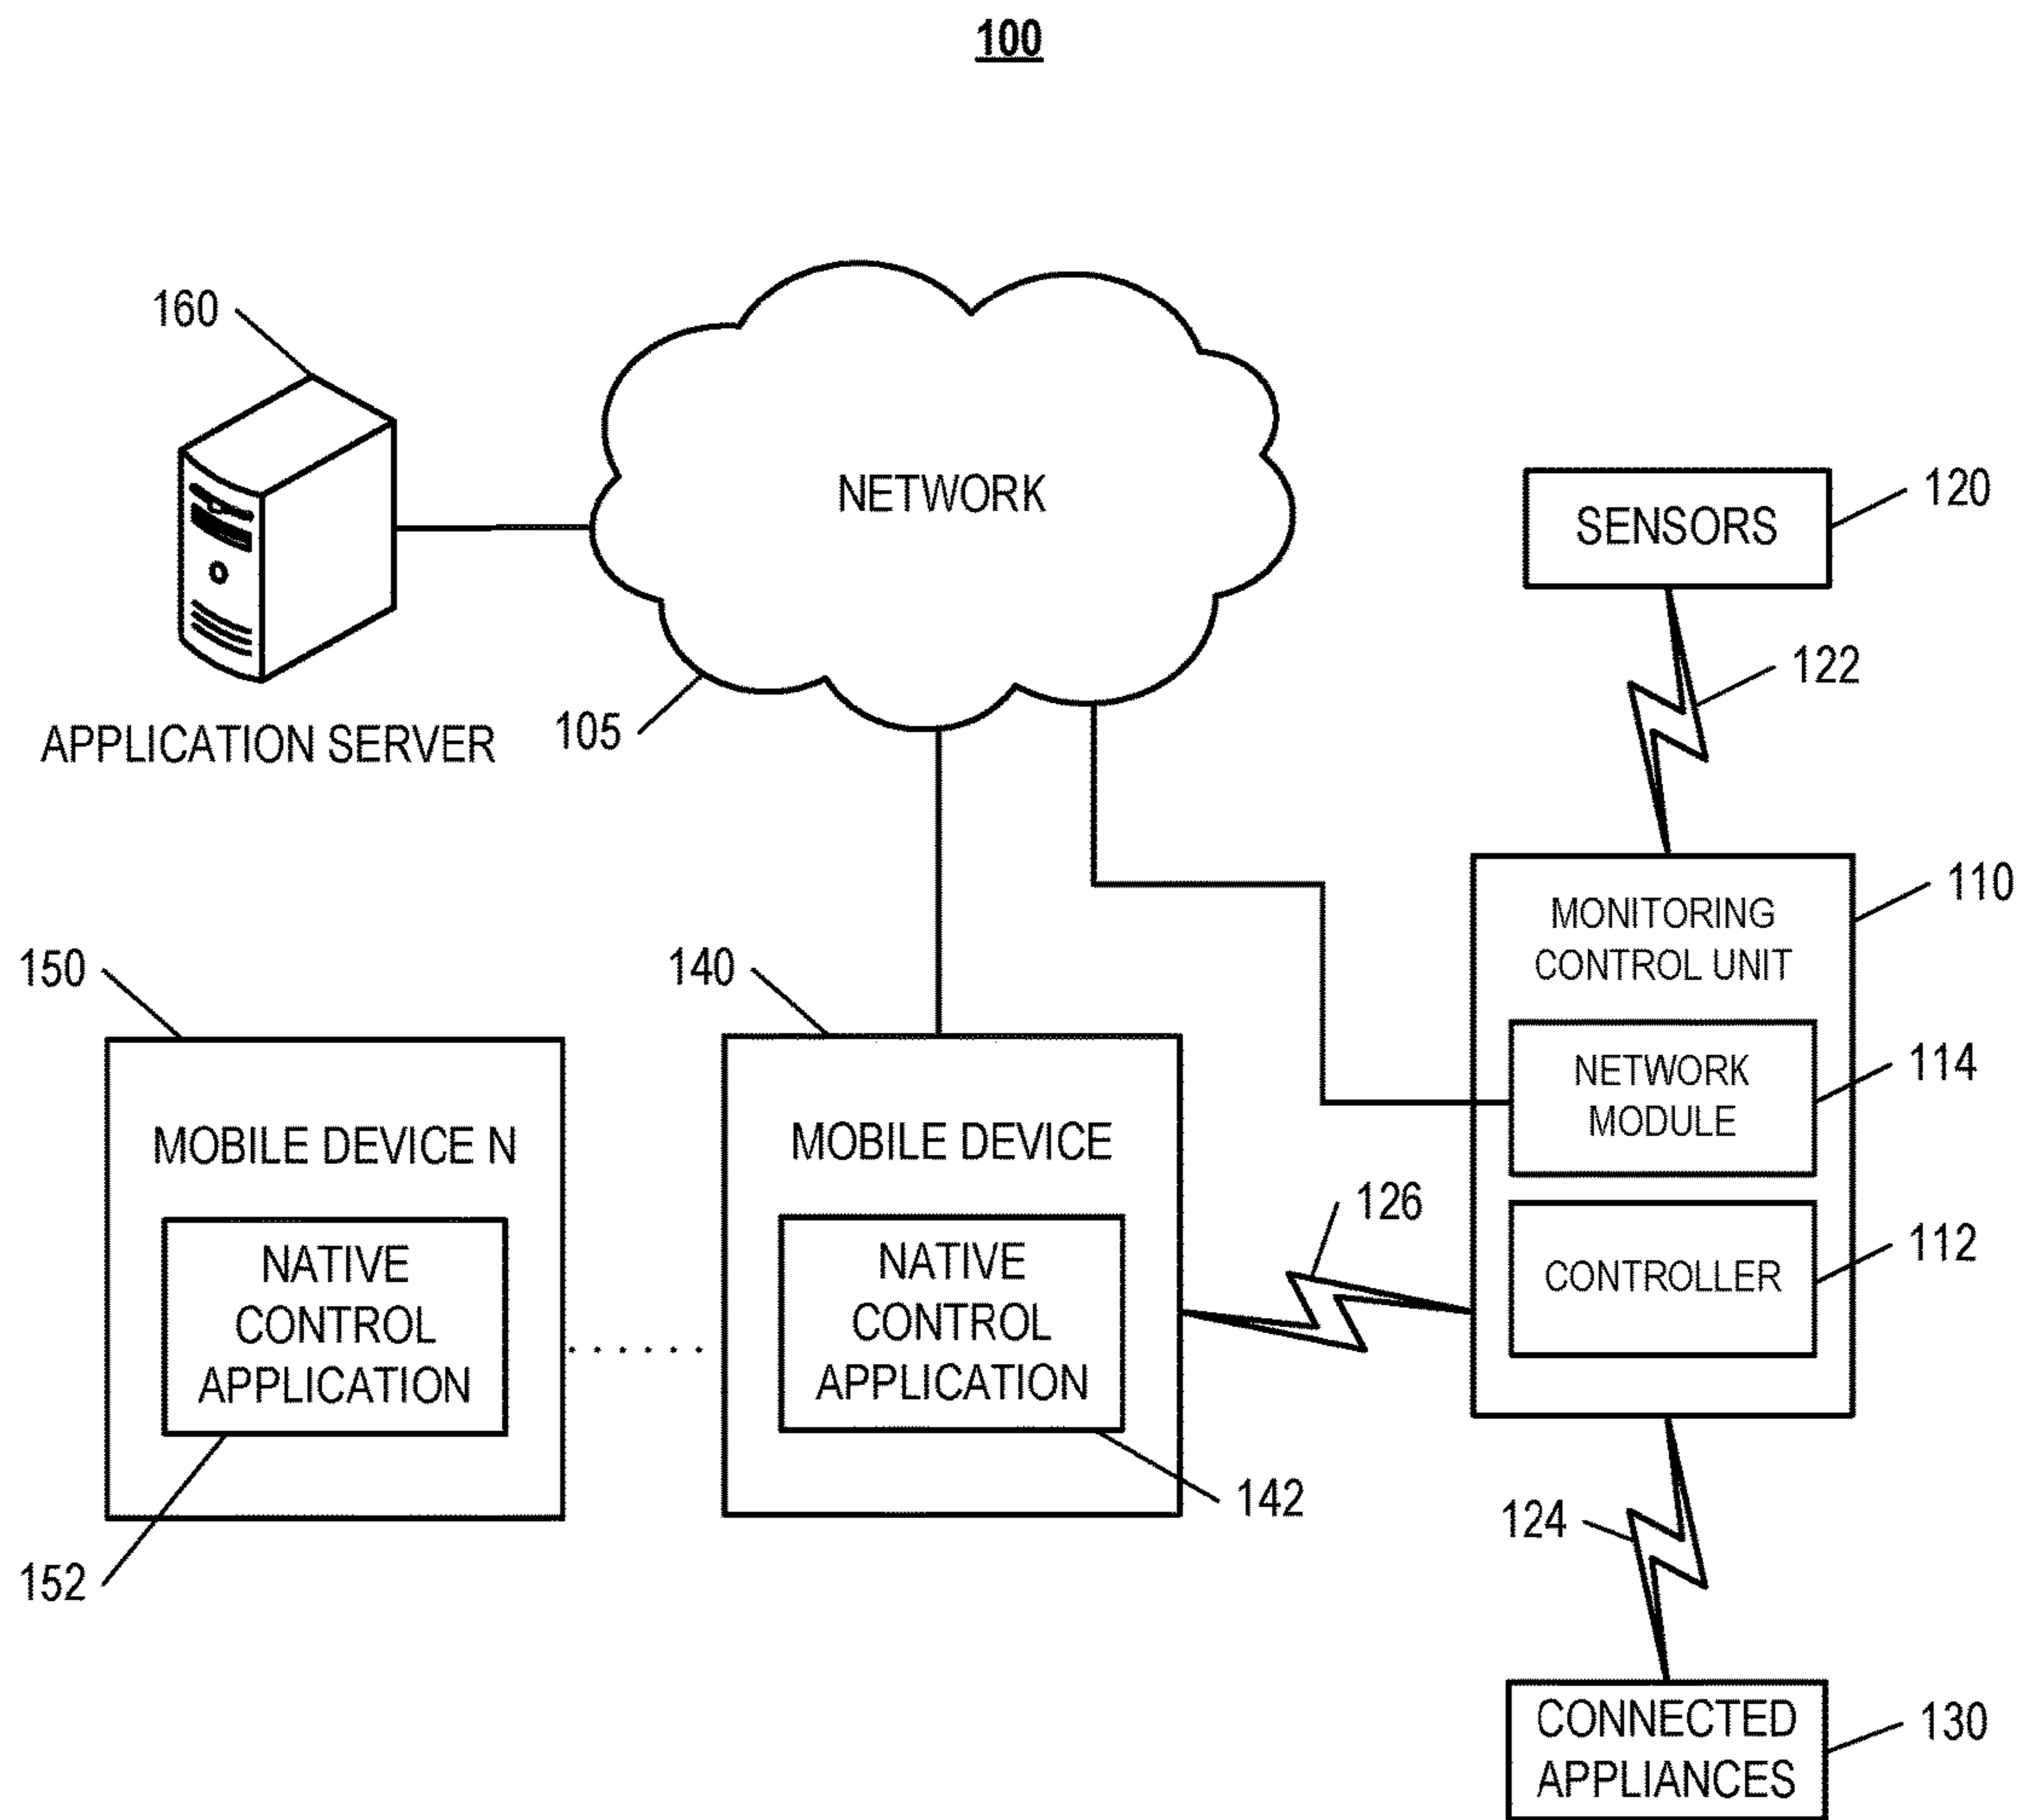 100
160
NETWORK
120
SENSORS
122
105
APPLICATION SERVER
110
MONITORING
CONTROL UNIT
150
140
114
NETWORK
MODULE
MOBILE DEVICE N
MOBILE DEVICE
126
112
CONTROLLER
NATIVE
CONTROL
APPLICATION
NATIVE
CONTROL
APPLICATION
142
124
152
CONNECTED
APPLIANCES
130